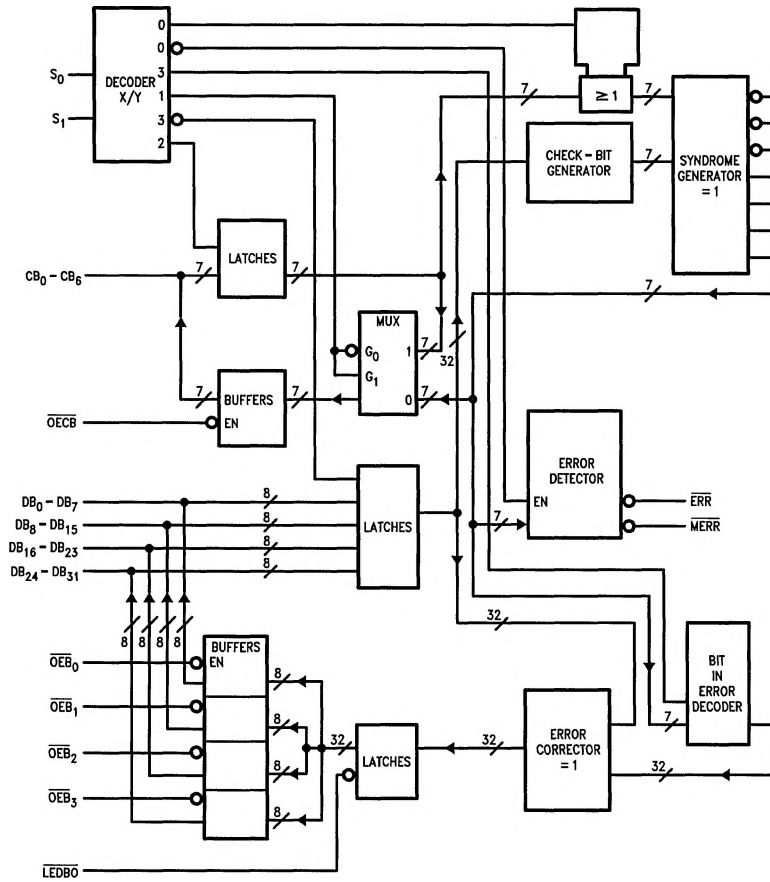 0
0
3
1
3
2
S0
S1
DECODER
X/Y
≥ 1
7
7
CHECK – BIT
GENERATOR
7
SYNDROME
GENERATOR
= 1
CB0 – CB6
7
LATCHES
7
7
MUX
G0
G1
1
0
7
7
32
7
BUFFERS
EN
7
OECB
DB0 – DB7
DB8 – DB15
DB16 – DB23
DB24 – DB31
8
8
8
8
LATCHES
EN
7
ERROR
DETECTOR
ERR
MERR
8
8
8
8
OEB0
OEB1
OEB2
OEB3
BUFFERS
EN
8
8
8
8
32
LATCHES
32
32
ERROR
CORRECTOR
= 1
32
7
BIT
IN
ERROR
DECODER
LEDBO